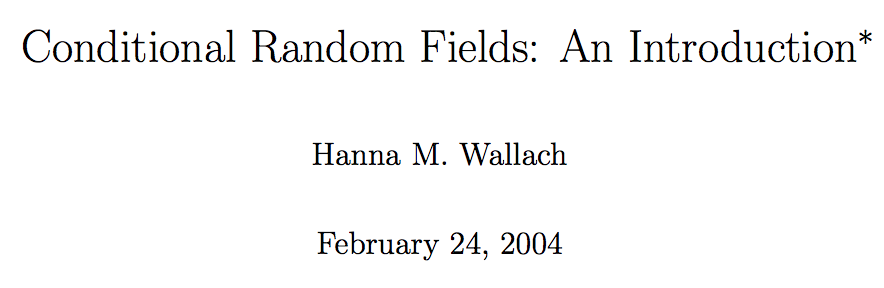 Conditional Random Fields: An Introduction*
Hanna M. Wallach
February 24, 2004